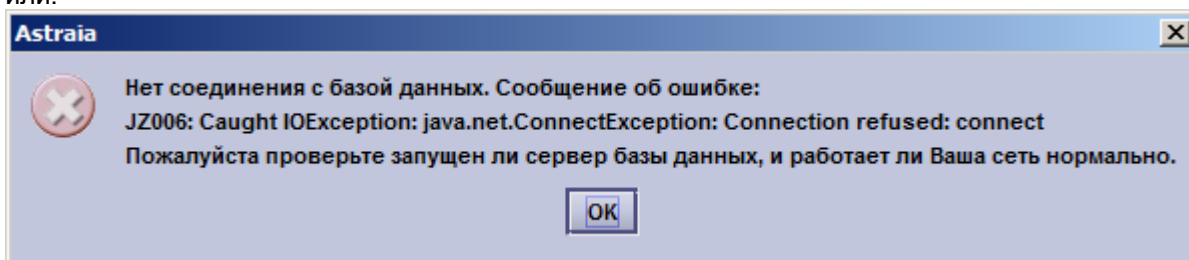 или:
Astraia
Нет соединения с базой данных. Сообщение об ошибке:
JZ006: Caught IOException: java.net.ConnectException: Connection refused: connect
Пожалуйста проверьте запущен ли сервер базы данных, и работает ли Ваша сеть нормально.
OK